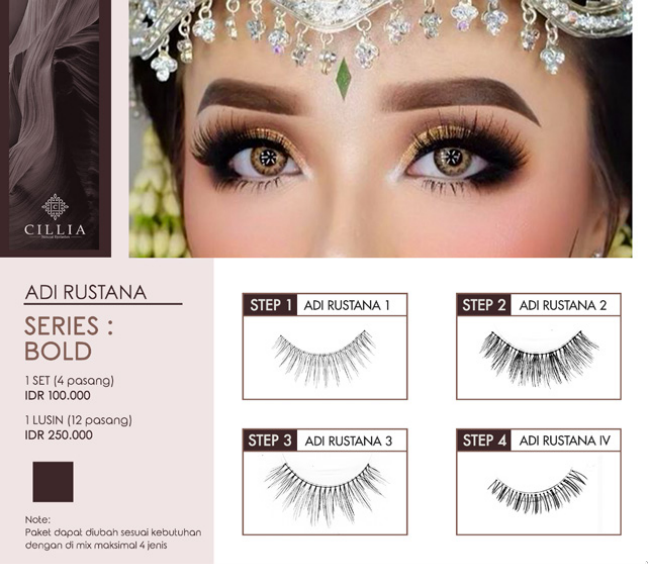 CILLIA
ADI RUSTANA
SERIES :
BOLD
1 SET (4 pasang)
IDR 100.000
1 LUSIN (12 pasang)
IDR 250.000
Note:
Paket dapat diubah sesuai kebutuhan
dengan di mix maksimal 4 jenis
STEP 1 ADI RUSTANA 1
STEP 2 ADI RUSTANA 2
STEP 3 ADI RUSTANA 3
STEP 4 ADI RUSTANA IV